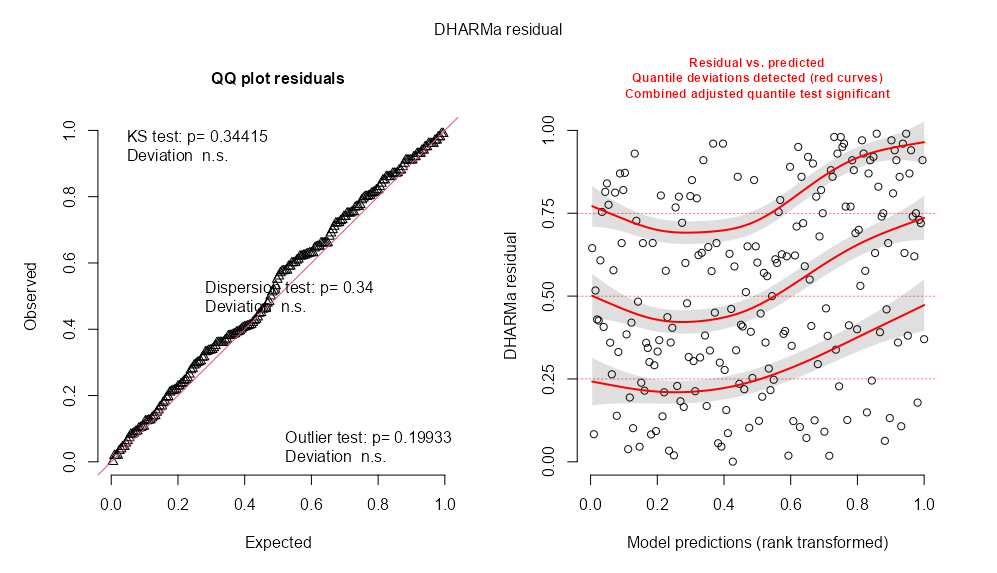 DHARMa residual
QQ plot residuals
KS test: p= 0.34415
Deviation n.s.
Dispersion test: p= 0.34
Deviation n.s.
Outlier test: p= 0.19933
Deviation n.s.
Observed
0.0 0.2 0.4 0.6 0.8 1.0
0.0 0.2 0.4 0.6 0.8 1.0
Expected
Residual vs. predicted
Quantile deviations detected (red curves)
Combined adjusted quantile test significant
DHARMa residual
0.00 0.25 0.50 0.75 1.00
0.0 0.2 0.4 0.6 0.8 1.0
Model predictions (rank transformed)